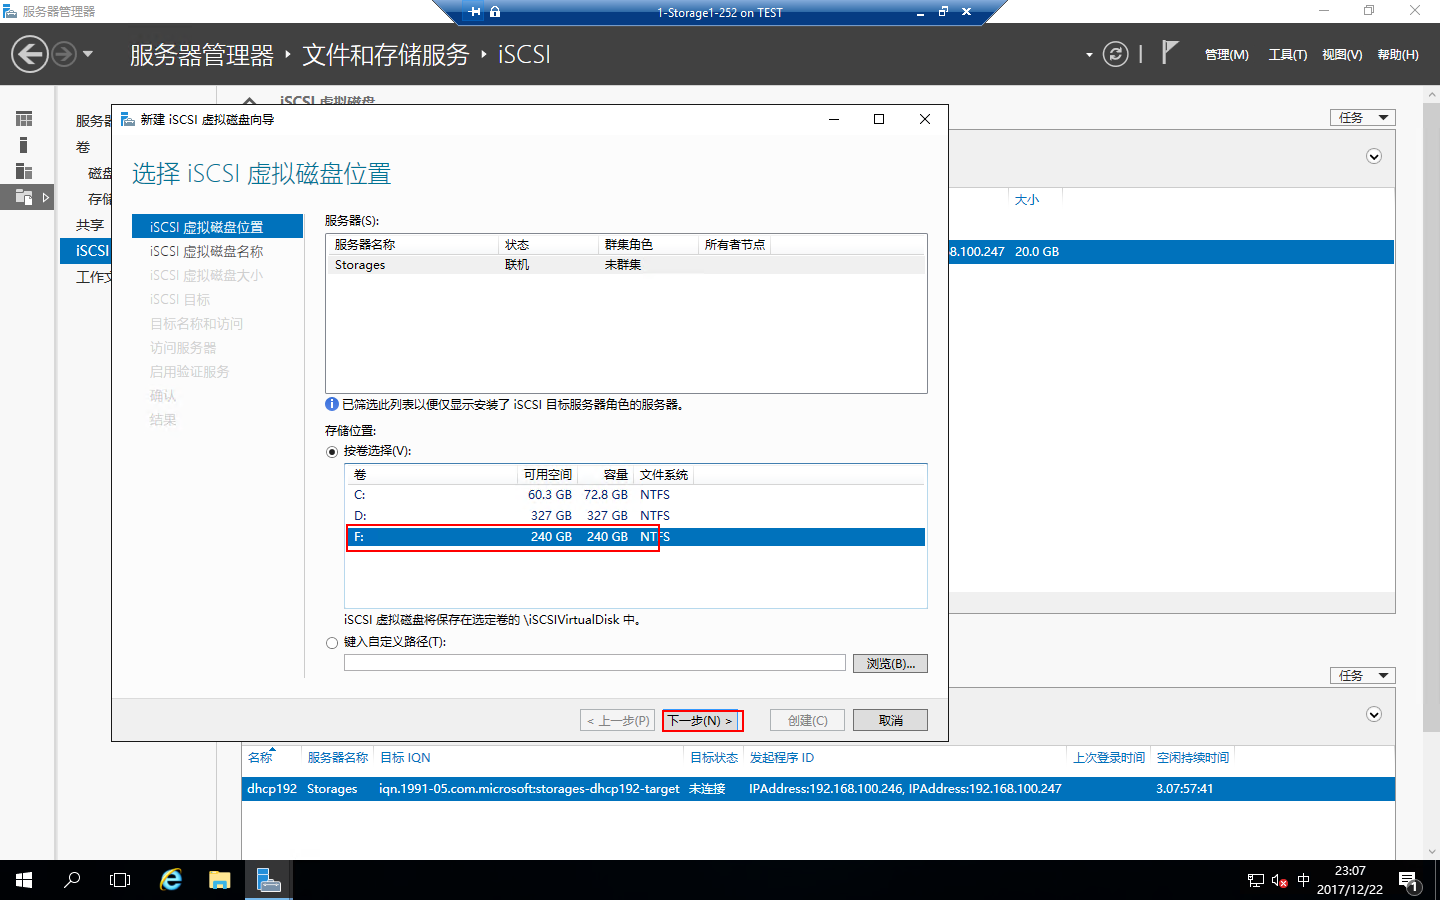 服务器管理器
1-Storage1-252 on TEST
服务器管理器 ‣ 文件和存储服务 ‣ iSCSI
管理(M) 工具(T) 视图(V) 帮助(H)
服务器
卷
磁盘
存储
共享
iSCSI
工作文
iSCSI 虚拟磁盘
任务
大小
8.100.247 20.0 GB
新建 iSCSI 虚拟磁盘向导
选择 iSCSI 虚拟磁盘位置
iSCSI 虚拟磁盘位置
iSCSI 虚拟磁盘名称
iSCSI 虚拟磁盘大小
iSCSI 目标
目标名称和访问
访问服务器
启用验证服务
确认
结果
服务器(S):
服务器名称 状态 群集角色 所有者节点
Storages 联机 未群集
已筛选此列表以便仅显示安装了 iSCSI 目标服务器角色的服务器。
存储位置:
按卷选择(V):
卷 可用空间 容量 文件系统
C: 60.3 GB 72.8 GB NTFS
D: 327 GB 327 GB NTFS
F: 240 GB 240 GB NTFS
iSCSI 虚拟磁盘将保存在选定卷的 \iSCSIVirtualDisk 中。
键入自定义路径(T):
浏览(B)...
< 上一步(P) 下一步(N) > 创建(C) 取消
任务
名称 服务器名称 目标 IQN 目标状态 发起程序 ID 上次登录时间 空闲持续时间
dhcp192 Storages iqn.1991-05.com.microsoft:storages-dhcp192-target 未连接 IPAddress:192.168.100.246, IPAddress:192.168.100.247 3.07:57:41
中
23:07
2017/12/22
1